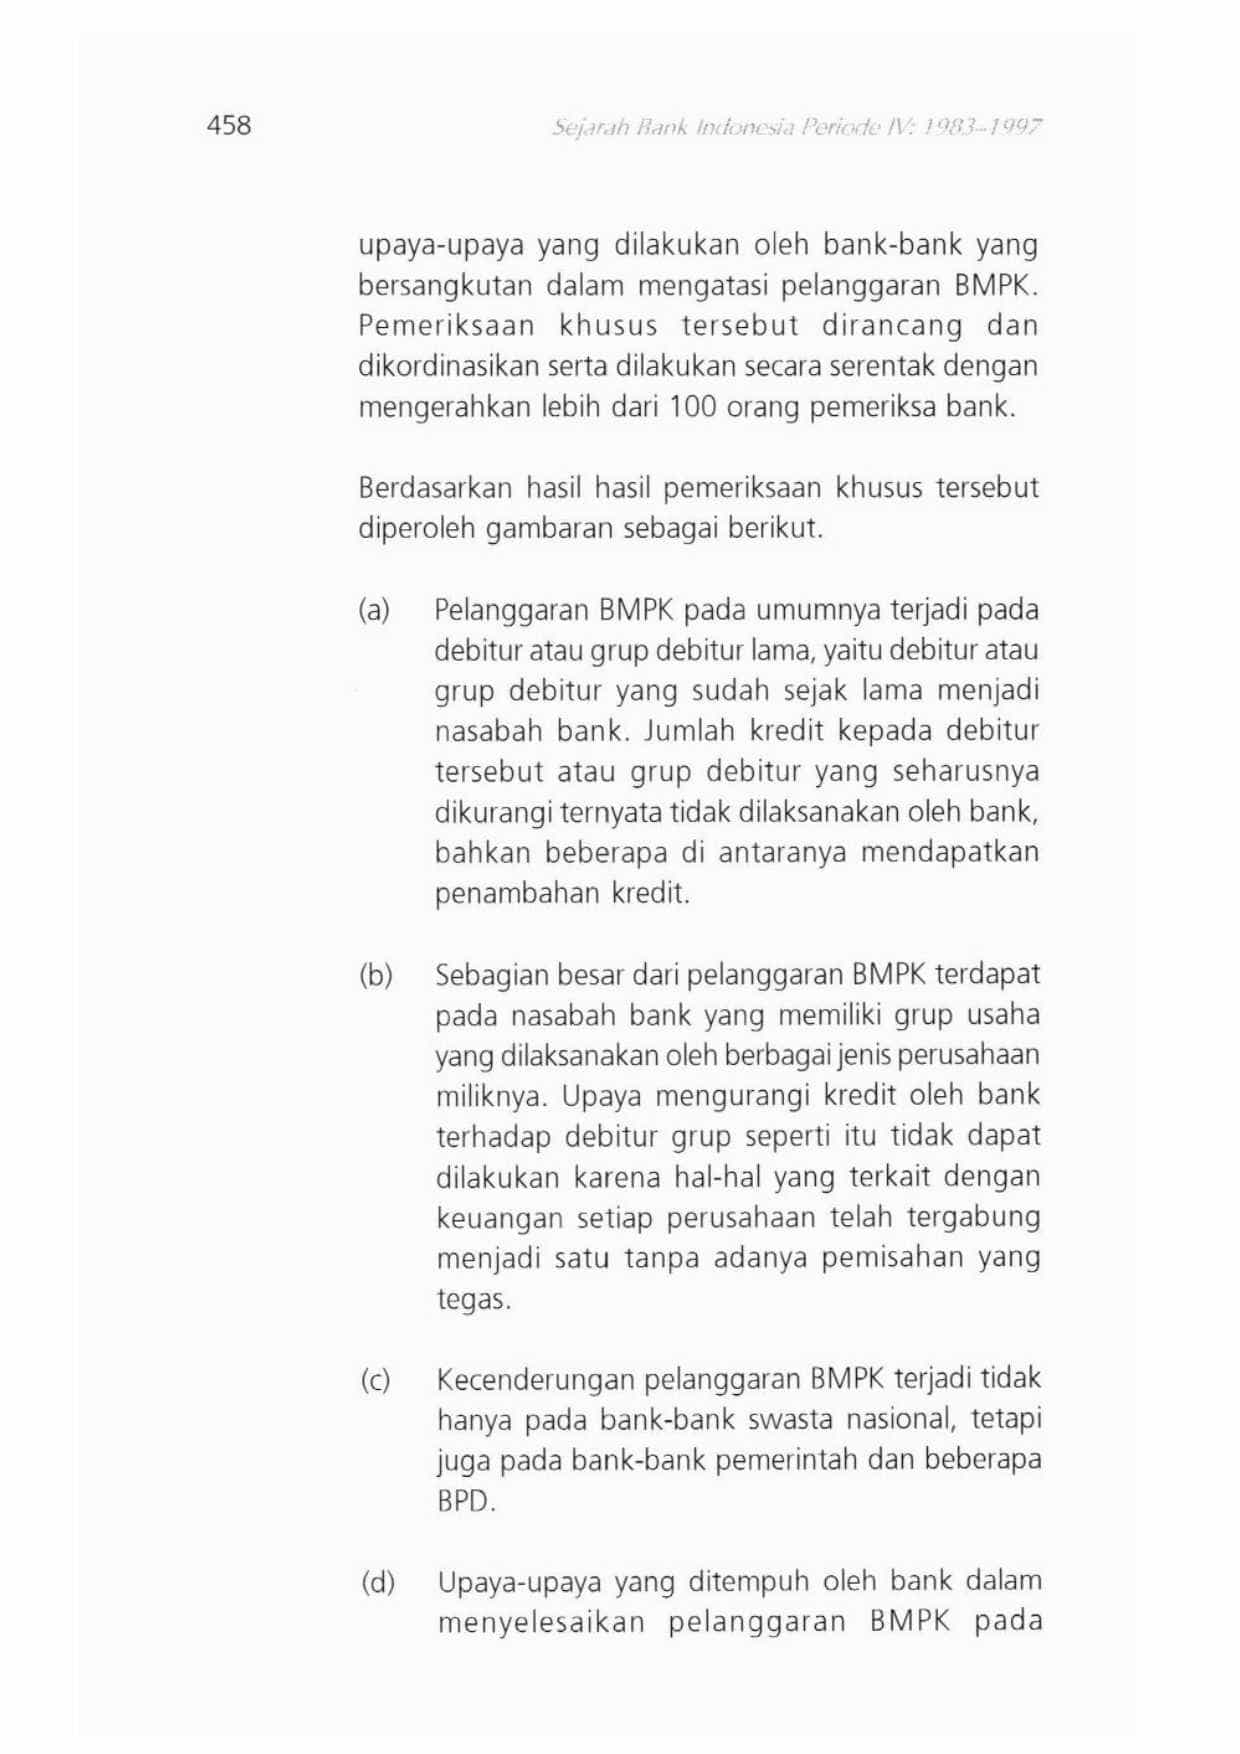 458
Sejarah Bank Indonesia Periode IV: 1983–1997
upaya-upaya yang dilakukan oleh bank-bank yang
bersangkutan dalam mengatasi pelanggaran BMPK.
Pemeriksaan khusus tersebut dirancang dan
dikordinasikan serta dilakukan secara serentak dengan
mengerahkan lebih dari 100 orang pemeriksa bank.
Berdasarkan hasil hasil pemeriksaan khusus tersebut
diperoleh gambaran sebagai berikut.
(a) Pelanggaran BMPK pada umumnya terjadi pada
debitur atau grup debitur lama, yaitu debitur atau
grup debitur yang sudah sejak lama menjadi
nasabah bank. Jumlah kredit kepada debitur
tersebut atau grup debitur yang seharusnya
dikurangi ternyata tidak dilaksanakan oleh bank,
bahkan beberapa di antaranya mendapatkan
penambahan kredit.
(b) Sebagian besar dari pelanggaran BMPK terdapat
pada nasabah bank yang memiliki grup usaha
yang dilaksanakan oleh berbagai jenis perusahaan
miliknya. Upaya mengurangi kredit oleh bank
terhadap debitur grup seperti itu tidak dapat
dilakukan karena hal-hal yang terkait dengan
keuangan setiap perusahaan telah tergabung
menjadi satu tanpa adanya pemisahan yang
tegas.
(c) Kecenderungan pelanggaran BMPK terjadi tidak
hanya pada bank-bank swasta nasional, tetapi
juga pada bank-bank pemerintah dan beberapa
BPD.
(d) Upaya-upaya yang ditempuh oleh bank dalam
menyelesaikan pelanggaran BMPK pada